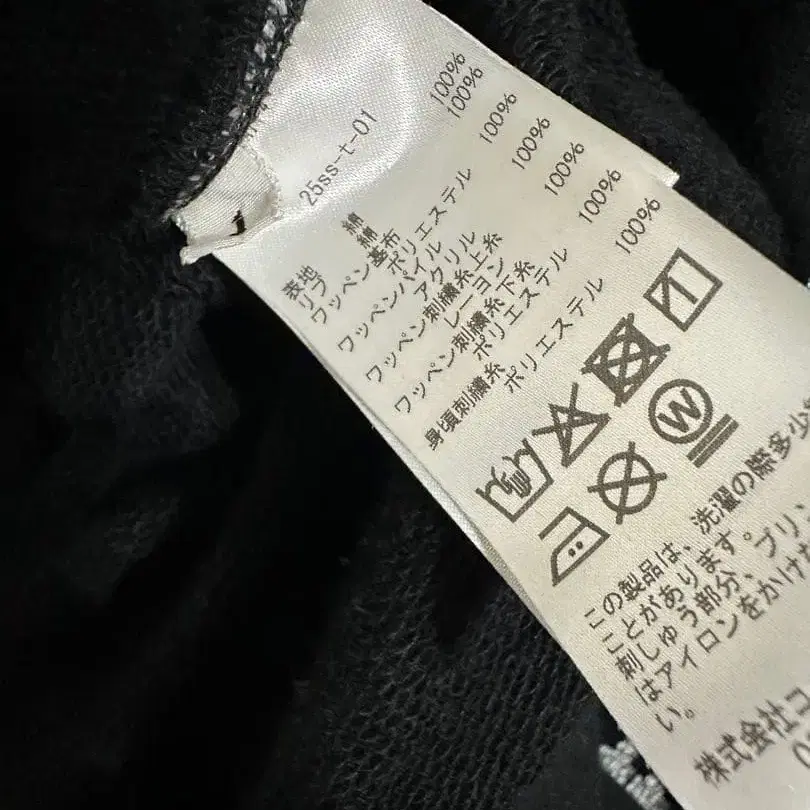 25ss-t-01
表地 綿 100%
リブ 綿 100%
ワッペン基布
ポリエステル 100%
ワッペンパイル
アクリル 100%
ワッペン刺繍糸上糸
レーヨン 100%
ワッペン刺繍糸下糸
ポリエステル 100%
身頃刺繍糸
ポリエステル 100%
W
この製品は、洗濯の際多少
ことがあります。プリン
刺しゅう部分、
はアイロンをかけ
い。
株式会社コ